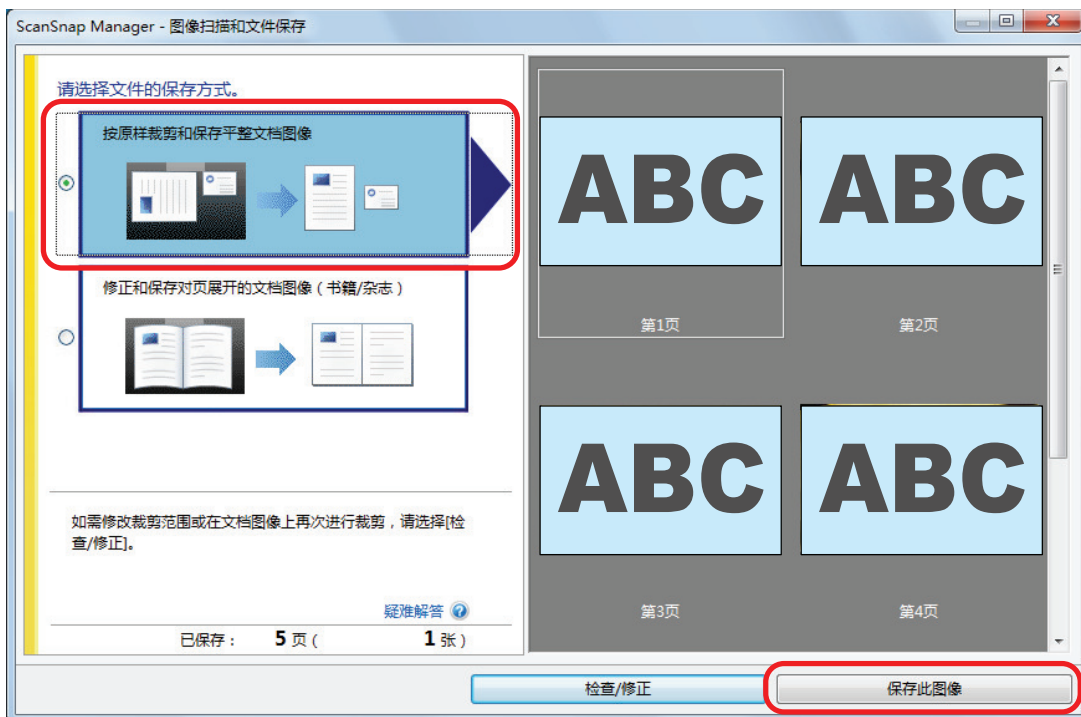 ScanSnap Manager - 图像扫描和文件保存
请选择文件的保存方式。
按原样裁剪和保存平整文档图像
修正和保存对页展开的文档图像（书籍/杂志）
如需修改裁剪范围或在文档图像上再次进行裁剪，请选择[检
查/修正]。
疑难解答
已保存： 5 页（ 1 张）
ABC
ABC
第1页
第2页
ABC
ABC
第3页
第4页
检查/修正
保存此图像